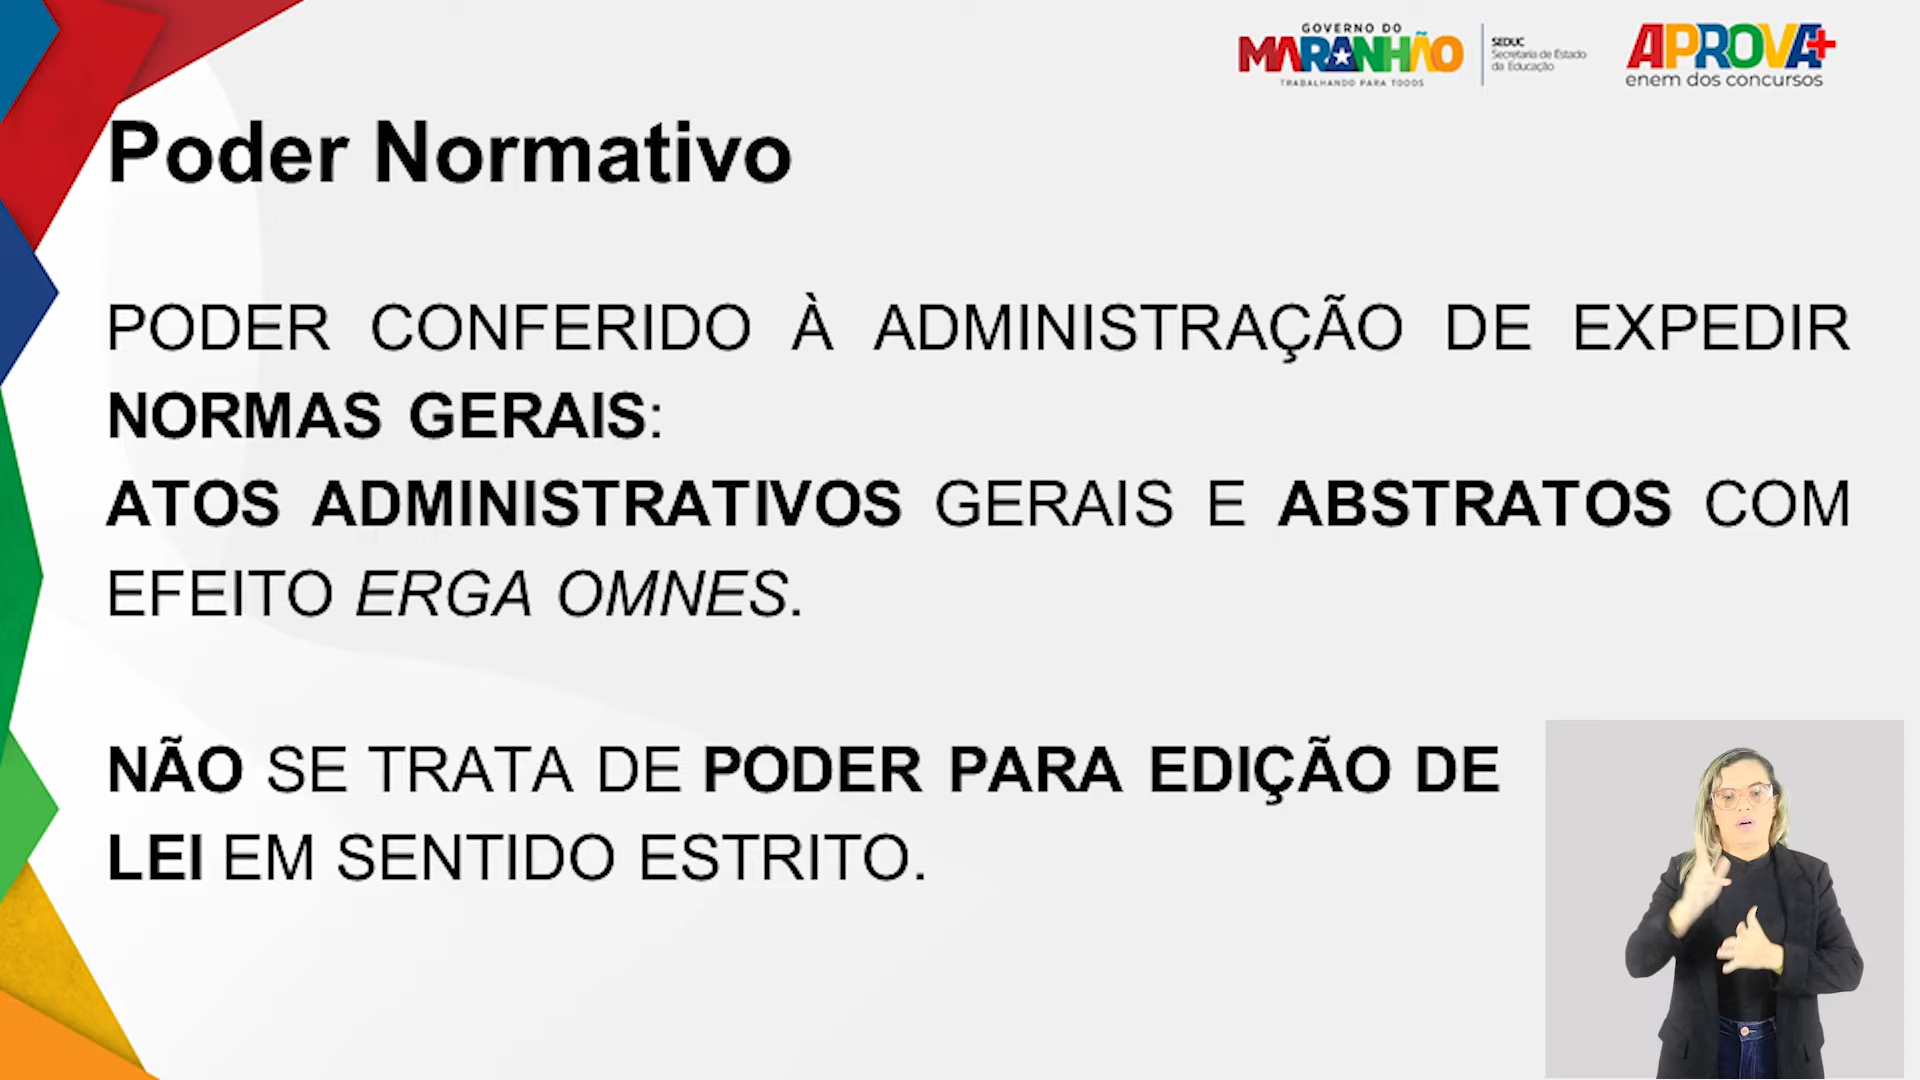 GOVERNO DO
MARANHÃO
TRABALHANDO PARA TODOS
SEDUC
Secretaria de Estado
da Educação
APROVA+
enem dos concursos
Poder Normativo
PODER CONFERIDO À ADMINISTRAÇÃO DE EXPEDIR
NORMAS GERAIS:
ATOS ADMINISTRATIVOS GERAIS E ABSTRATOS COM
EFEITO ERGA OMNES.
NÃO SE TRATA DE PODER PARA EDIÇÃO DE
LEI EM SENTIDO ESTRITO.